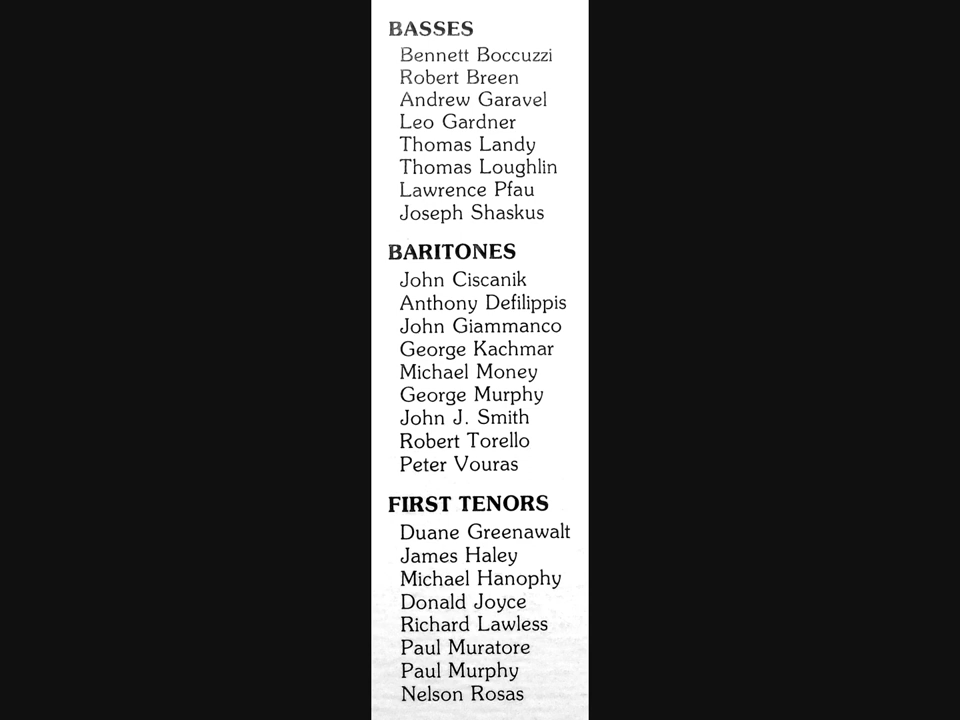 BASSES
Bennett Boccuzzi
Robert Breen
Andrew Garavel
Leo Gardner
Thomas Landy
Thomas Loughlin
Lawrence Pfau
Joseph Shaskus
BARITONES
John Ciscanik
Anthony Defilippis
John Giammanco
George Kachmar
Michael Money
George Murphy
John J. Smith
Robert Torello
Peter Vouras
FIRST TENORS
Duane Greenawalt
James Haley
Michael Hanophy
Donald Joyce
Richard Lawless
Paul Muratore
Paul Murphy
Nelson Rosas